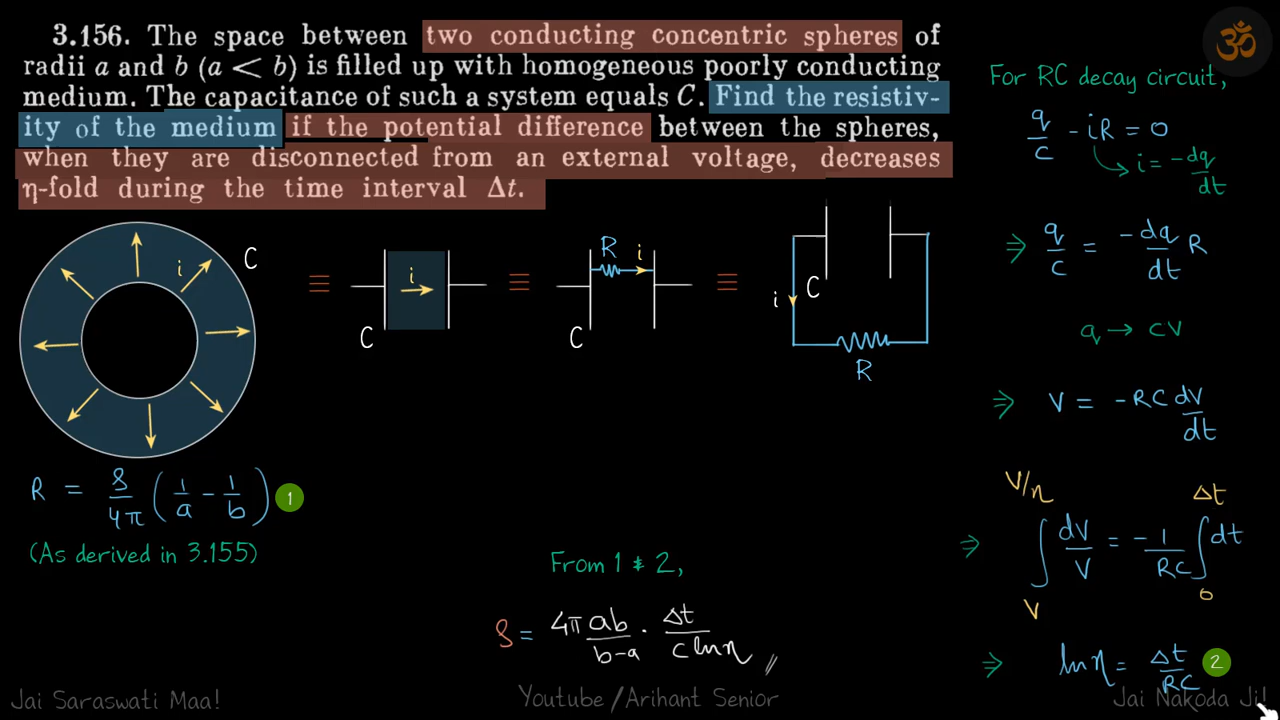 3.156. The space between two conducting concentric spheres of
radii a and b (a < b) is filled up with homogeneous poorly conducting
medium. The capacitance of such a system equals C. Find the resistiv-
ity of the medium if the potential difference between the spheres,
when they are disconnected from an external voltage, decreases
η-fold during the time interval Δt.
ॐ
For RC decay circuit,
q/c - iR = 0
i = -dq/dt
⇒ q/c = -dq/dt R
q → CV
⇒ V = -RC dV/dt
⇒ ∫_V^{V/η} dV/V = -1/RC ∫_0^{Δt} dt
⇒ lnη = Δt/RC 2
i C
≡ i C
≡ R i C
≡ i C R
R = ρ/4π (1/a - 1/b) 1
(As derived in 3.155)
From 1 & 2,
ρ = 4π ab/b-a · Δt/c lnη //
Jai Saraswati Maa!
Youtube /Arihant Senior
Jai Nakoda Ji!